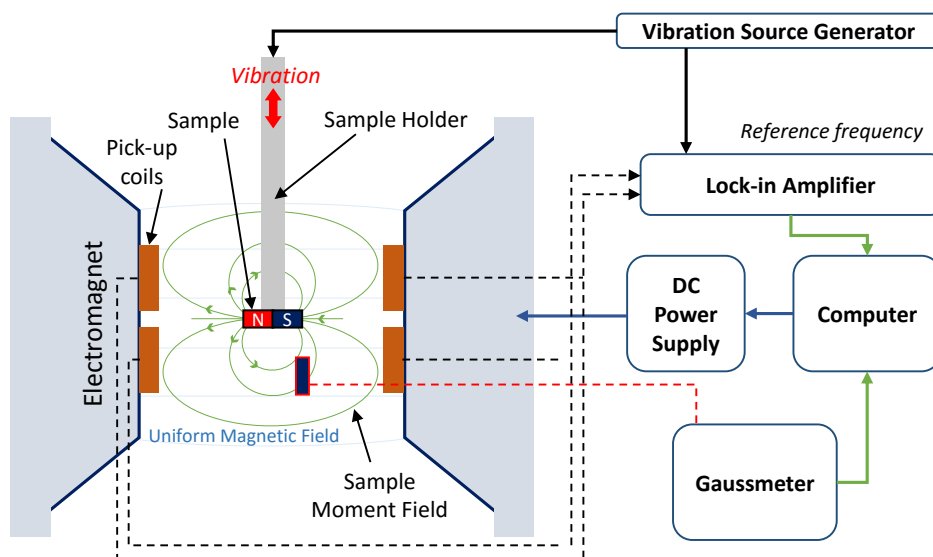 Vibration Source Generator
Vibration
Sample
Sample Holder
Reference frequency
Pick-up
coils
Lock-in Amplifier
Electromagnet
N
S
DC
Power
Supply
Computer
Uniform Magnetic Field
Sample
Moment Field
Gaussmeter